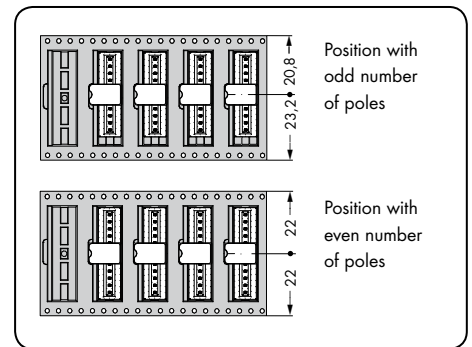 20,8
23,2
Position with
odd number
of poles
22
22
Position with
even number
of poles